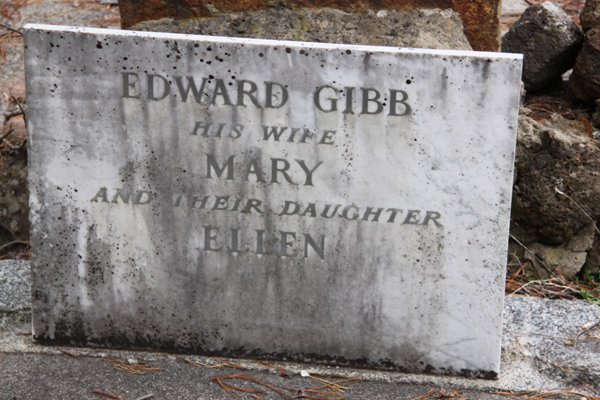 EDWARD GIBB
HIS WIFE
MARY
AND THEIR DAUGHTER
ELLEN